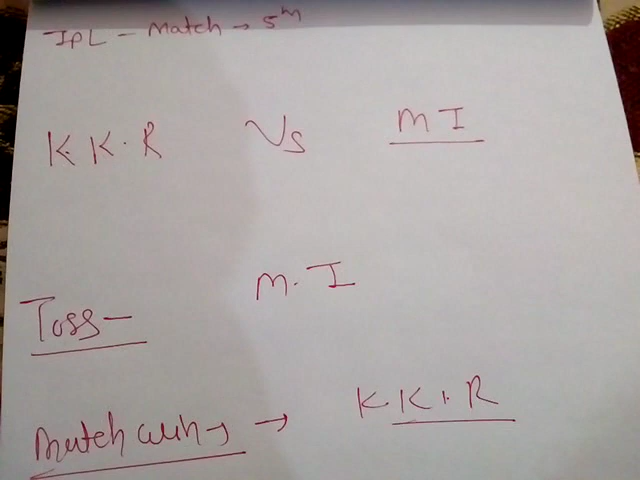 IPL - Match → 5th
K.K.R Vs MI
M.I
Toss -
Match win → → K.K.R